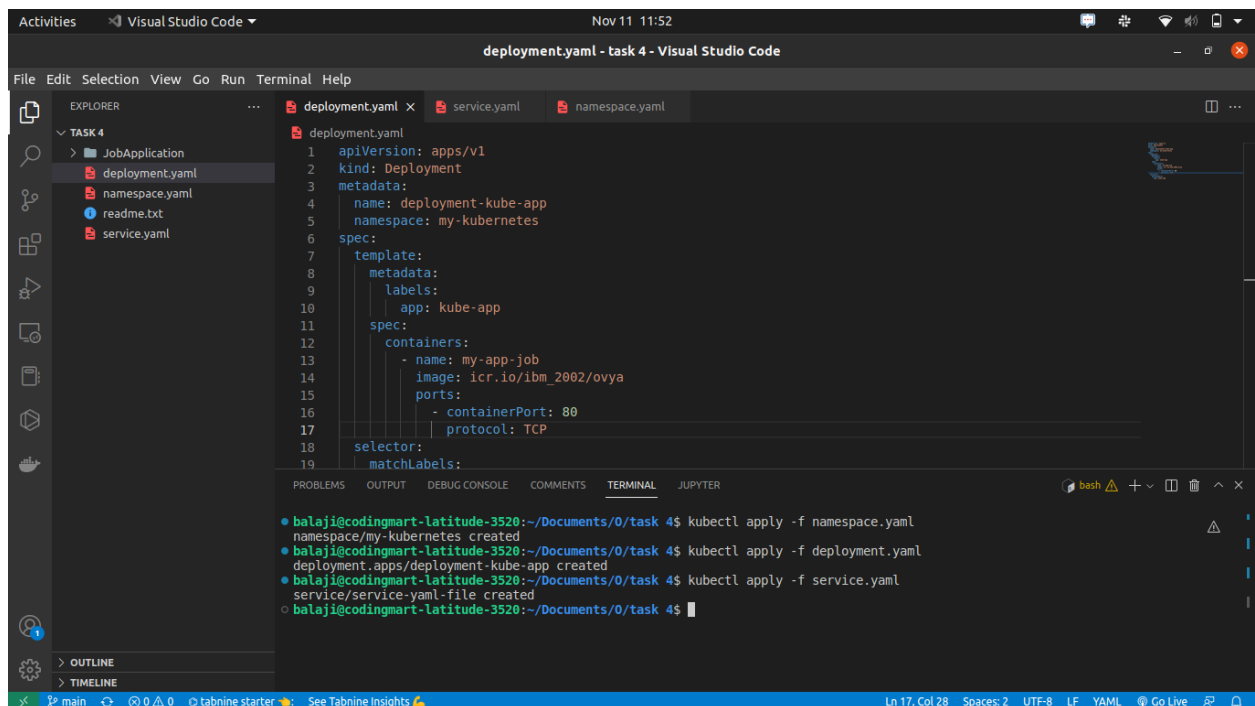 Activities Visual Studio Code Nov 11 11:52
deployment.yaml - task 4 - Visual Studio Code
File Edit Selection View Go Run Terminal Help
EXPLORER
TASK 4
JobApplication
deployment.yaml
namespace.yaml
readme.txt
service.yaml
OUTLINE
TIMELINE
deployment.yaml service.yaml namespace.yaml
deployment.yaml
1 apiVersion: apps/v1
2 kind: Deployment
3 metadata:
4   name: deployment-kube-app
5   namespace: my-kubernetes
6 spec:
7   template:
8     metadata:
9       labels:
10         app: kube-app
11     spec:
12       containers:
13         - name: my-app-job
14           image: icr.io/ibm_2002/ovya
15           ports:
16             - containerPort: 80
17               protocol: TCP
18   selector:
19     matchLabels:
PROBLEMS OUTPUT DEBUG CONSOLE COMMENTS TERMINAL JUPYTER
bash
balaji@codingmart-latitude-3520:~/Documents/O/task 4$ kubectl apply -f namespace.yaml
namespace/my-kubernetes created
balaji@codingmart-latitude-3520:~/Documents/O/task 4$ kubectl apply -f deployment.yaml
deployment.apps/deployment-kube-app created
balaji@codingmart-latitude-3520:~/Documents/O/task 4$ kubectl apply -f service.yaml
service/service-yaml-file created
balaji@codingmart-latitude-3520:~/Documents/O/task 4$
1
main 0 0 tabnine starter See Tabnine Insights Ln 17, Col 28 Spaces: 2 UTF-8 LF YAML Go Live